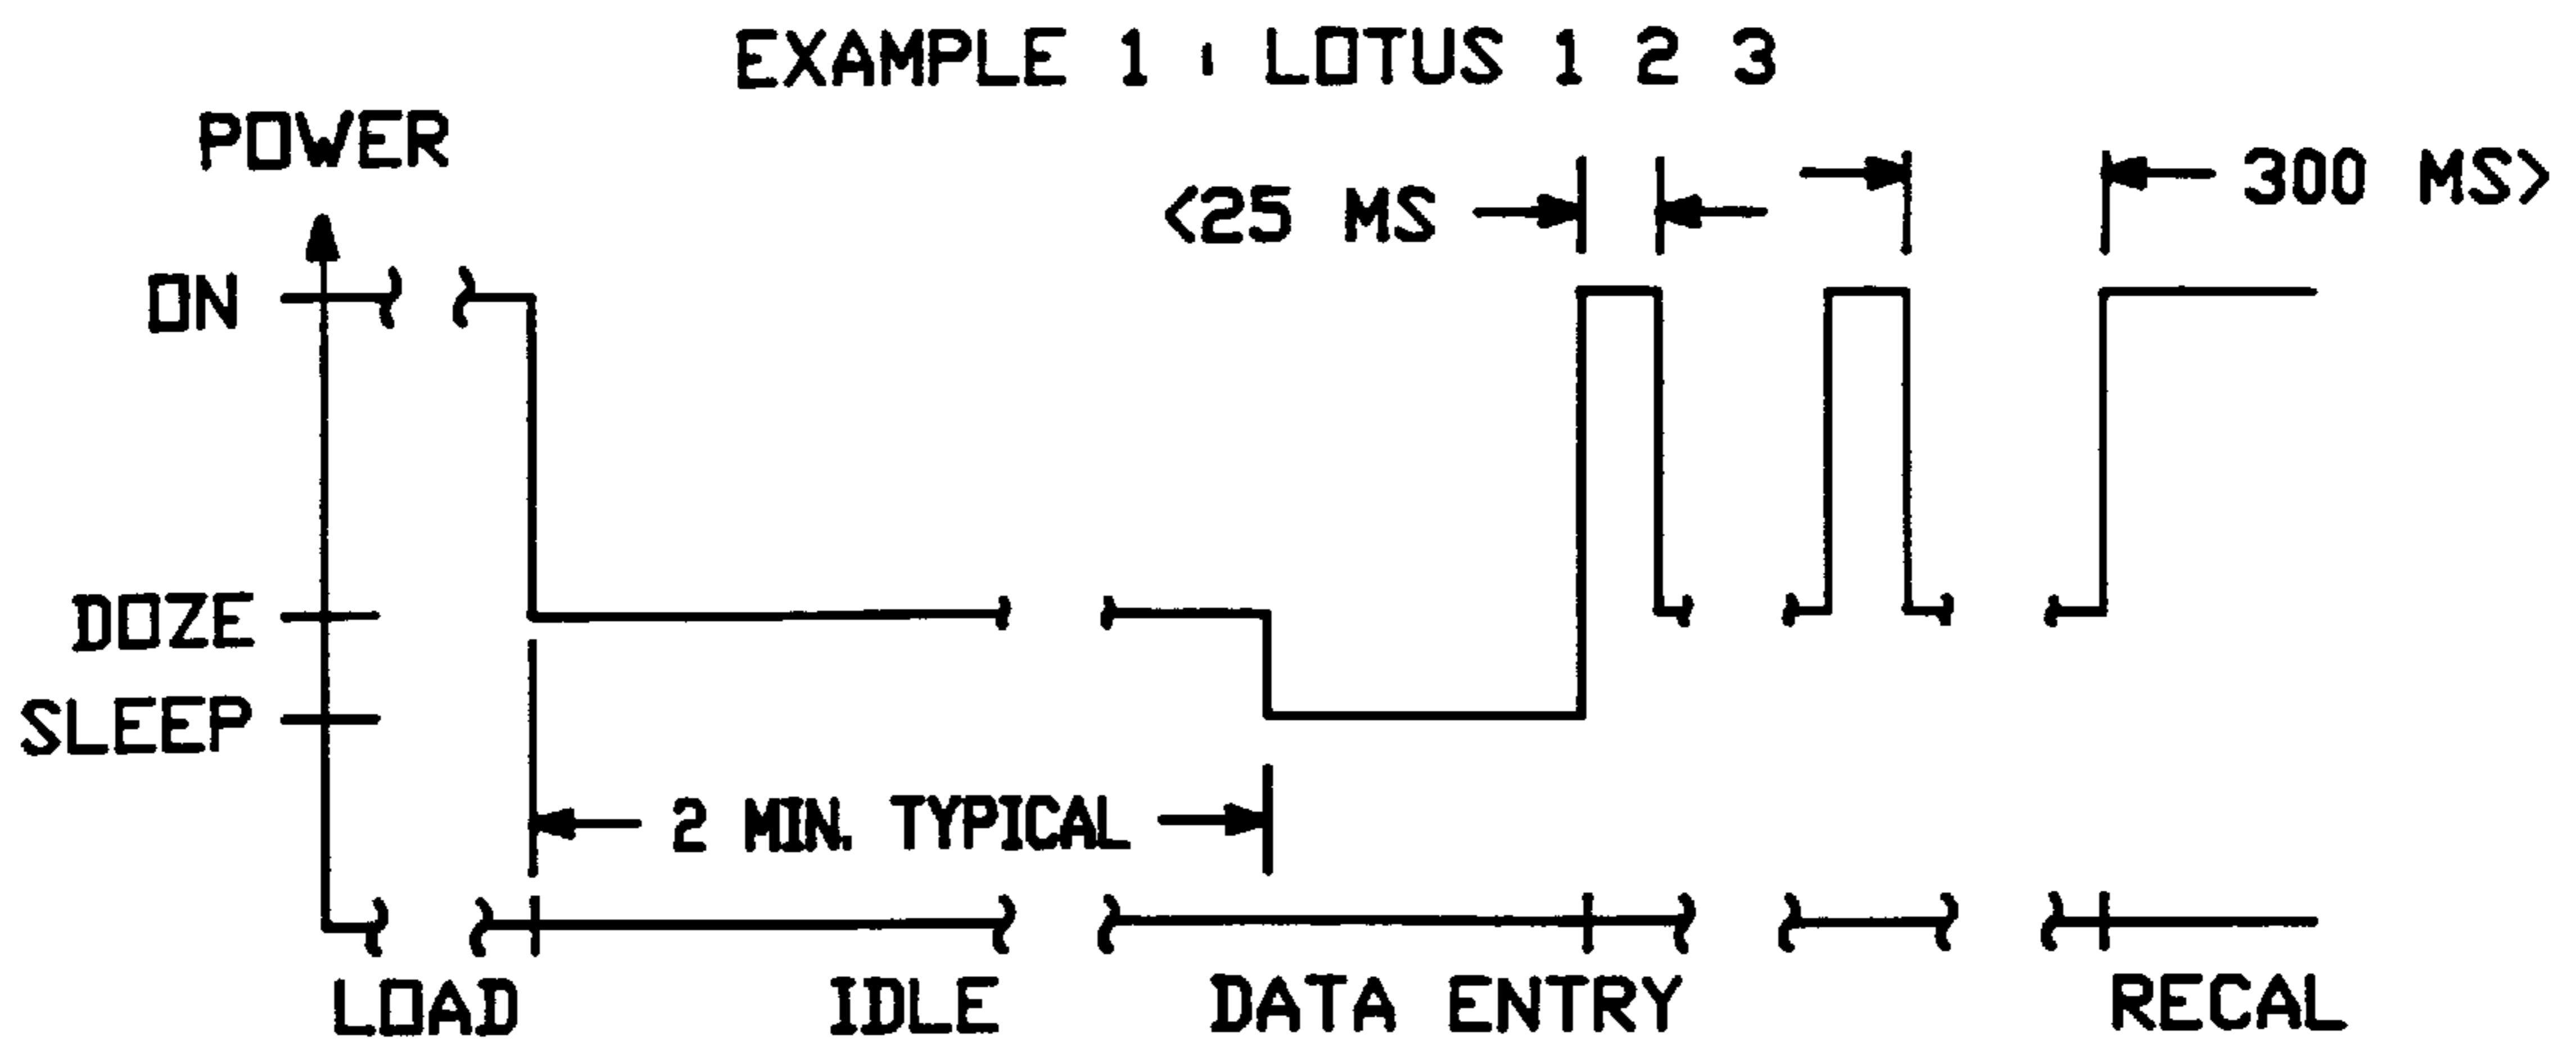 EXAMPLE 1 : LOTUS 1 2 3
POWER
<25 MS
300 MS>
ON
DOZE
SLEEP
2 MIN. TYPICAL
LOAD
IDLE
DATA ENTRY
RECAL